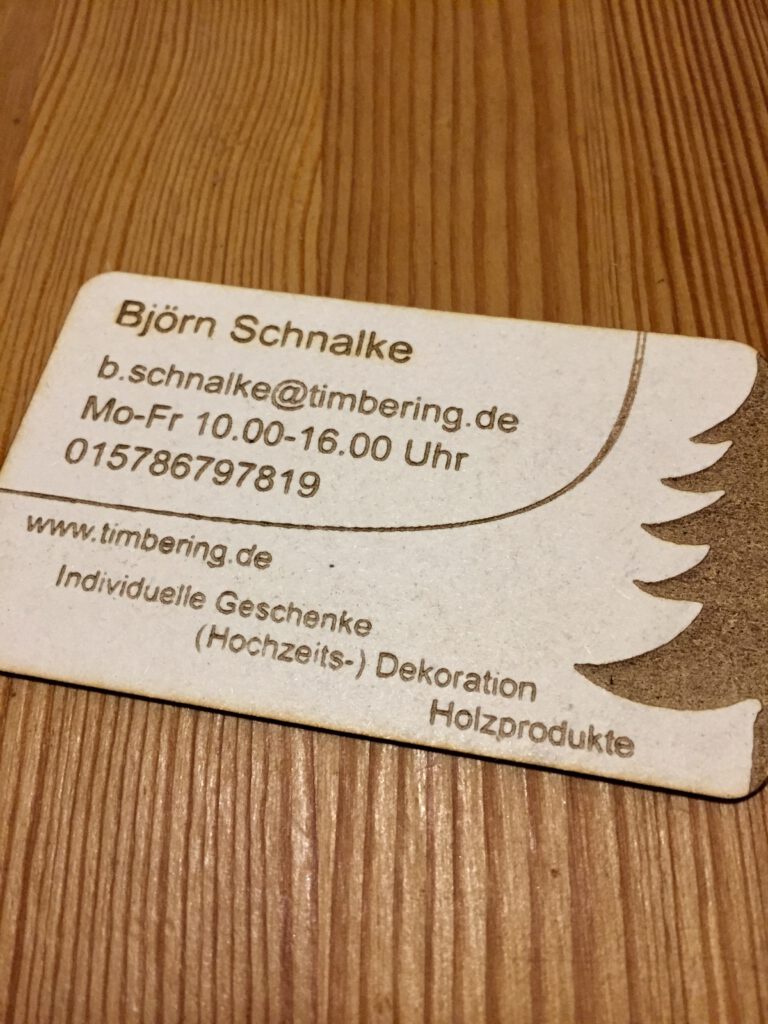 Björn Schnalke
b.schnalke@timbering.de
Mo-Fr 10.00-16.00 Uhr
015786797819
www.timbering.de
Individuelle Geschenke
(Hochzeits-) Dekoration
Holzprodukte